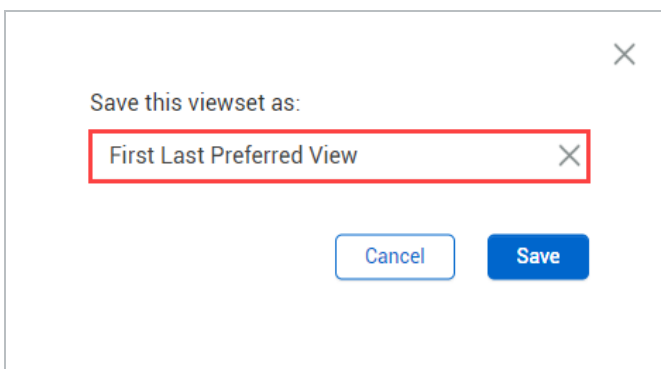 Save this viewset as:
First Last Preferred View
Cancel
Save